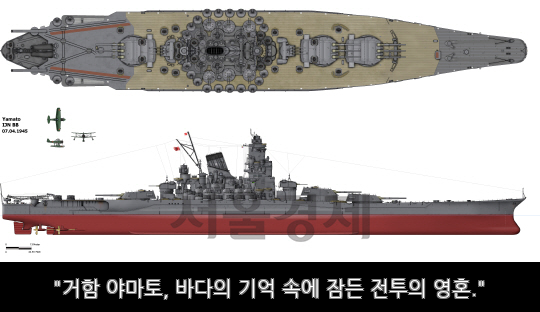 Yamato
IJN BB
07.04.1945
서울경제
"거함 야마토, 바다의 기억 속에 잠든 전투의 영혼."